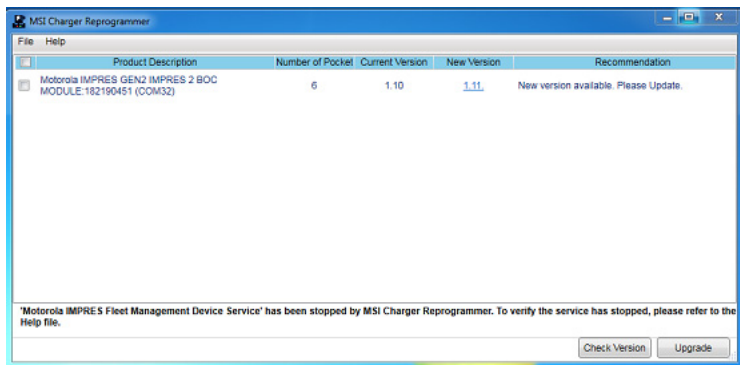 MSI Charger Reprogrammer
File Help
Product Description Number of Pocket Current Version New Version Recommendation
Motorola IMPRES GEN2 IMPRES 2 BOC
MODULE:182190451 (COM32) 6 1.10 1.11. New version available. Please Update.
'Motorola IMPRES Fleet Management Device Service' has been stopped by MSI Charger Reprogrammer. To verify the service has stopped, please refer to the
Help file.
Check Version Upgrade